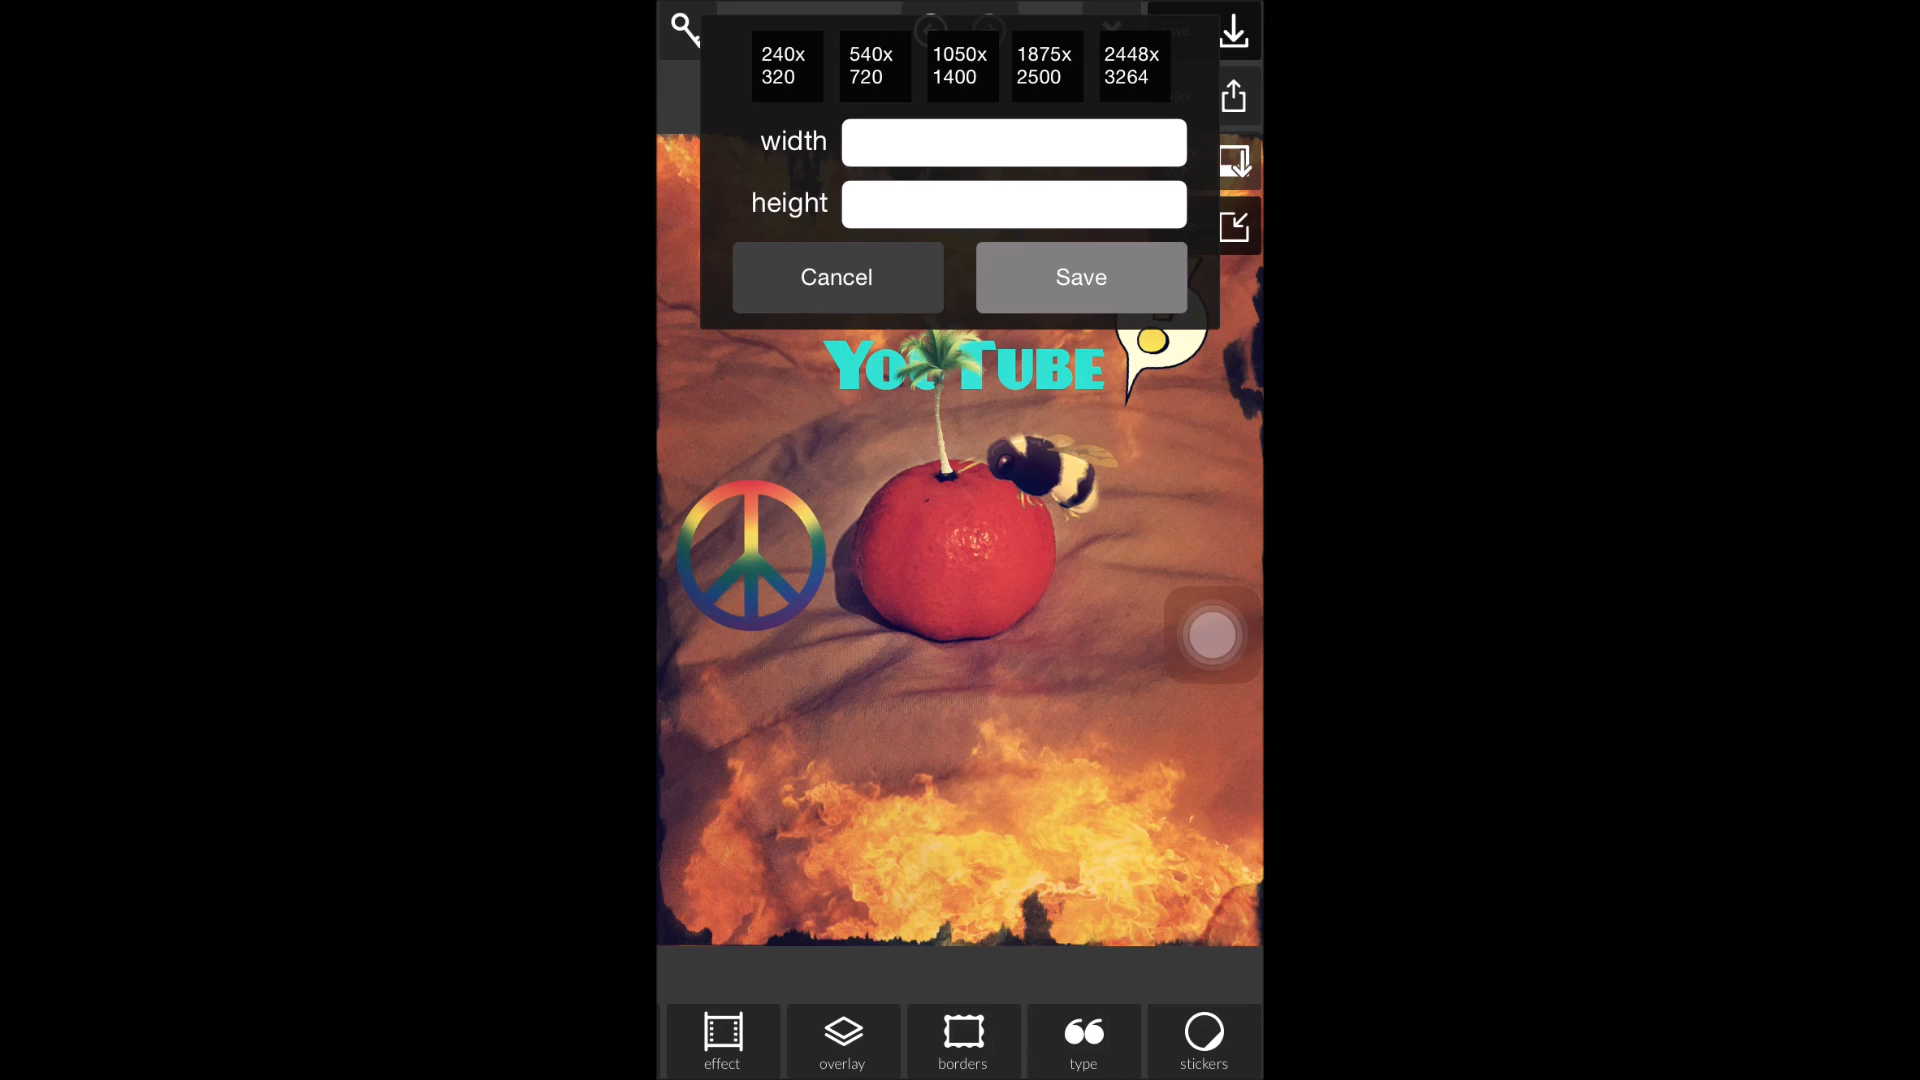 240x
320
540x
720
1050x
1400
1875x
2500
2448x
3264
width
height
Cancel
Save
effect
overlay
borders
type
stickers